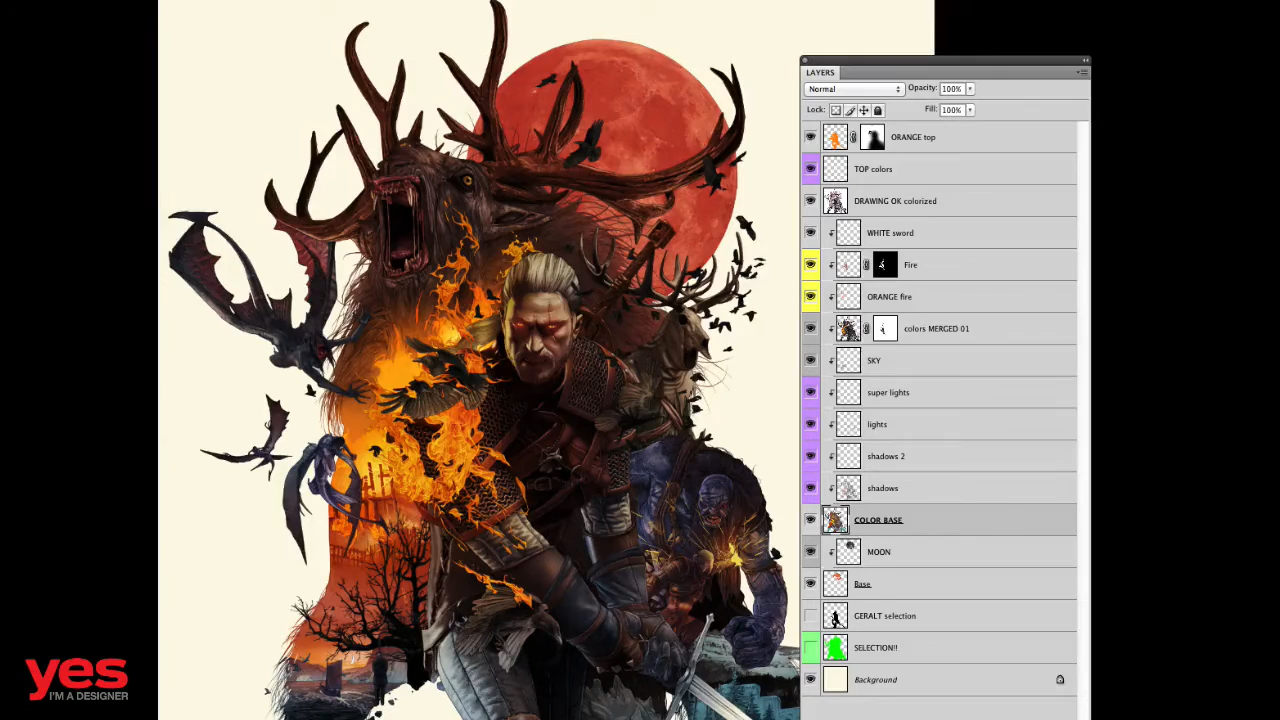 LAYERS
Normal
Opacity: 100%
Lock:
Fill: 100%
ORANGE top
TOP colors
DRAWING OK colorized
WHITE sword
Fire
ORANGE fire
colors MERGED 01
SKY
super lights
lights
shadows 2
shadows
COLOR BASE
MOON
Base
GERALT selection
SELECTION!!
Background
yes
I'M A DESIGNER